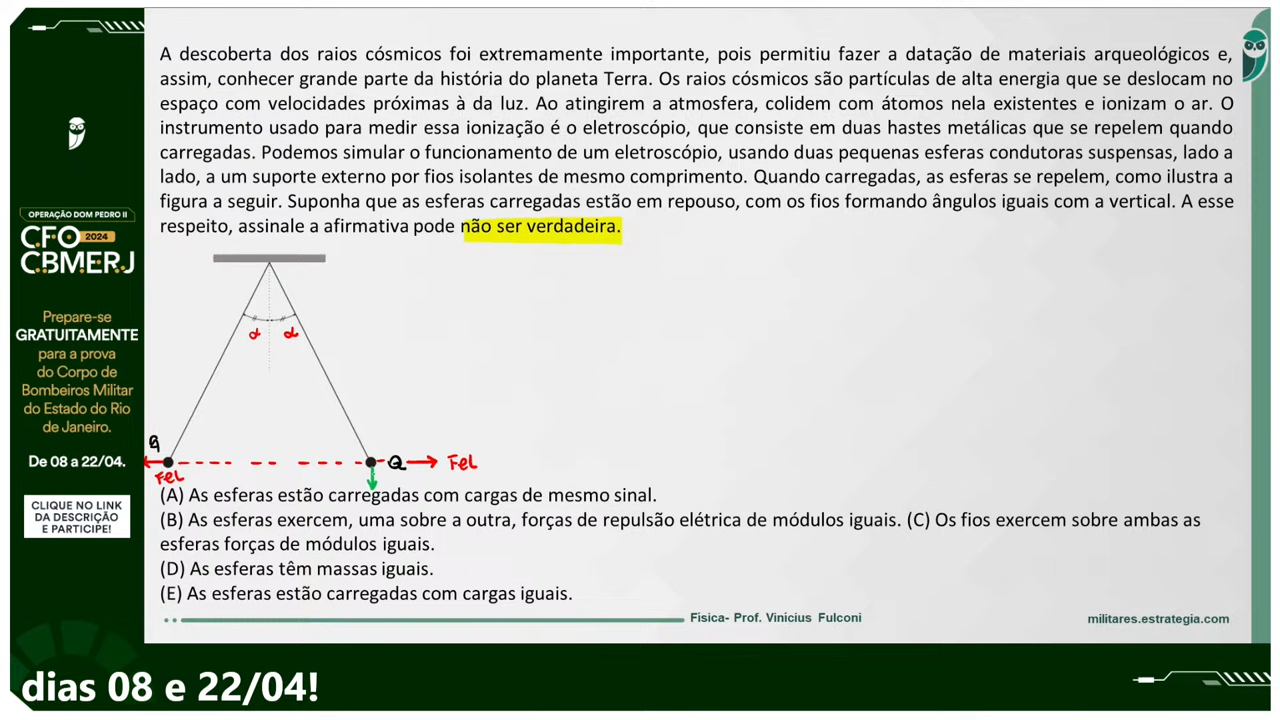 A descoberta dos raios cósmicos foi extremamente importante, pois permitiu fazer a datação de materiais arqueológicos e,
assim, conhecer grande parte da história do planeta Terra. Os raios cósmicos são partículas de alta energia que se deslocam no
espaço com velocidades próximas à da luz. Ao atingirem a atmosfera, colidem com átomos nela existentes e ionizam o ar. O
instrumento usado para medir essa ionização é o eletroscópio, que consiste em duas hastes metálicas que se repelem quando
carregadas. Podemos simular o funcionamento de um eletroscópio, usando duas pequenas esferas condutoras suspensas, lado a
lado, a um suporte externo por fios isolantes de mesmo comprimento. Quando carregadas, as esferas se repelem, como ilustra a
figura a seguir. Suponha que as esferas carregadas estão em repouso, com os fios formando ângulos iguais com a vertical. A esse
respeito, assinale a afirmativa pode não ser verdadeira.
α α
q
Q Fel
Fel
(A) As esferas estão carregadas com cargas de mesmo sinal.
(B) As esferas exercem, uma sobre a outra, forças de repulsão elétrica de módulos iguais. (C) Os fios exercem sobre ambas as
esferas forças de módulos iguais.
(D) As esferas têm massas iguais.
(E) As esferas estão carregadas com cargas iguais.
Física- Prof. Vinícius Fulconi
militares.estrategia.com
OPERAÇÃO DOM PEDRO II
CFO 2024
CBMERJ
Prepare-se
GRATUITAMENTE
para a prova
do Corpo de
Bombeiros Militar
do Estado do Rio
de Janeiro.
De 08 a 22/04.
CLIQUE NO LINK
DA DESCRIÇÃO
E PARTICIPE!
dias 08 e 22/04!